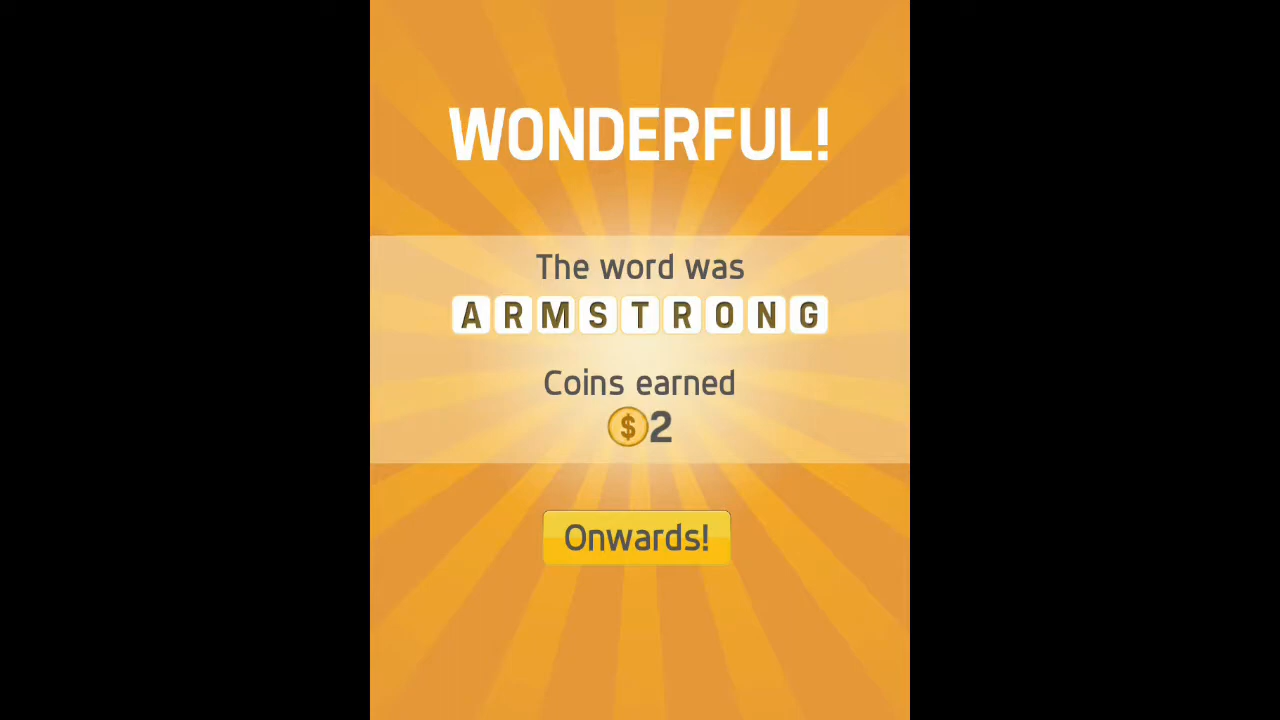 WONDERFUL!
The word was
ARMSTRONG
Coins earned
$2
Onwards!